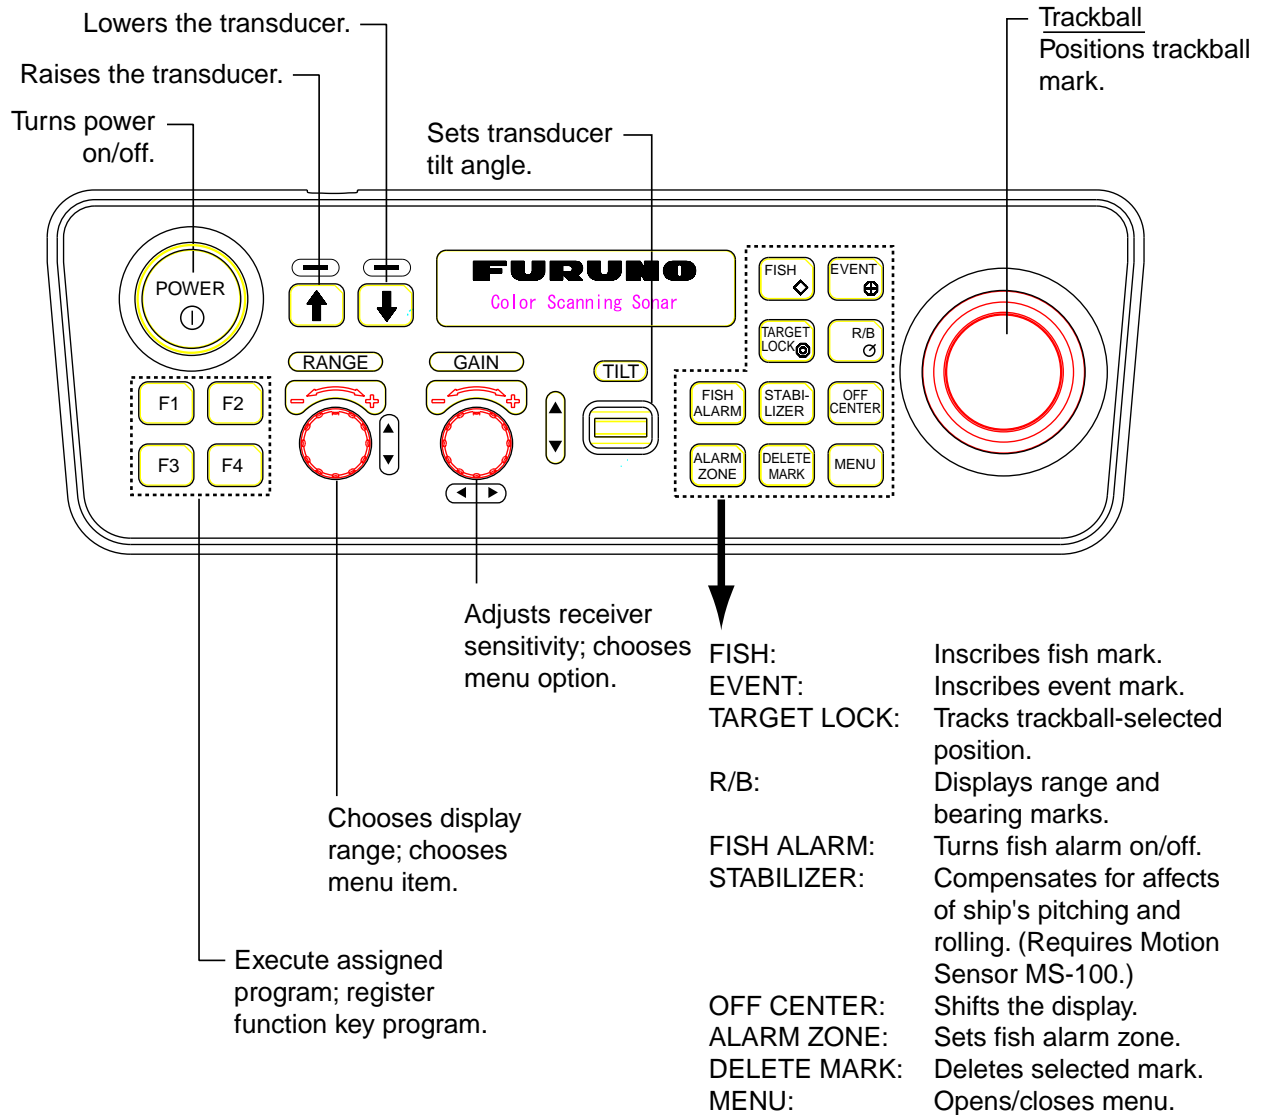 Lowers the transducer.
Raises the transducer.
Turns power
on/off.
Sets transducer
tilt angle.
Trackball
Positions trackball
mark.
POWER
FURUNO
Color Scanning Sonar
FISH
EVENT
TARGET
LOCK
R/B
RANGE
GAIN
TILT
F1
F2
F3
F4
FISH
ALARM
STABI-
LIZER
OFF
CENTER
ALARM
ZONE
DELETE
MARK
MENU
Adjusts receiver
sensitivity; chooses
menu option.
Chooses display
range; chooses
menu item.
Execute assigned
program; register
function key program.
FISH: Inscribes fish mark.
EVENT: Inscribes event mark.
TARGET LOCK: Tracks trackball-selected
position.
R/B: Displays range and
bearing marks.
FISH ALARM: Turns fish alarm on/off.
STABILIZER: Compensates for affects
of ship's pitching and
rolling. (Requires Motion
Sensor MS-100.)
OFF CENTER: Shifts the display.
ALARM ZONE: Sets fish alarm zone.
DELETE MARK: Deletes selected mark.
MENU: Opens/closes menu.